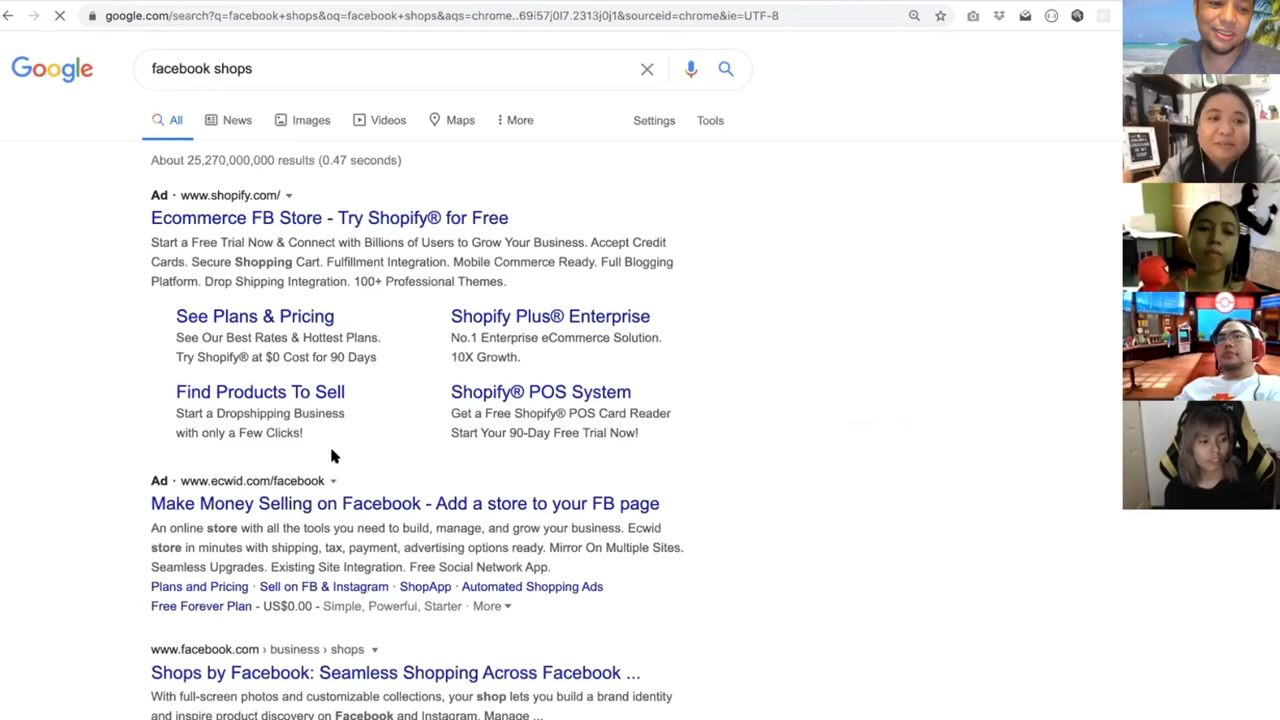 google.com/search?q=facebook+shops&oq=facebook+shops&aqs=chrome..69i57j0l7.2313j0j1&sourceid=chrome&ie=UTF-8
Google
facebook shops
All News Images Videos Maps More Settings Tools
About 25,270,000,000 results (0.47 seconds)
Ad · www.shopify.com/
Ecommerce FB Store - Try Shopify® for Free
Start a Free Trial Now & Connect with Billions of Users to Grow Your Business. Accept Credit
Cards. Secure Shopping Cart. Fulfillment Integration. Mobile Commerce Ready. Full Blogging
Platform. Drop Shipping Integration. 100+ Professional Themes.
See Plans & Pricing
See Our Best Rates & Hottest Plans.
Try Shopify® at $0 Cost for 90 Days
Shopify Plus® Enterprise
No.1 Enterprise eCommerce Solution.
10X Growth.
Find Products To Sell
Start a Dropshipping Business
with only a Few Clicks!
Shopify® POS System
Get a Free Shopify® POS Card Reader
Start Your 90-Day Free Trial Now!
Ad · www.ecwid.com/facebook
Make Money Selling on Facebook - Add a store to your FB page
An online store with all the tools you need to build, manage, and grow your business. Ecwid
store in minutes with shipping, tax, payment, advertising options ready. Mirror On Multiple Sites.
Seamless Upgrades. Existing Site Integration. Free Social Network App.
Plans and Pricing · Sell on FB & Instagram · ShopApp · Automated Shopping Ads
Free Forever Plan - US$0.00 - Simple, Powerful, Starter · More
www.facebook.com › business › shops
Shops by Facebook: Seamless Shopping Across Facebook ...
With full-screen photos and customizable collections, your shop lets you build a brand identity
and inspire product discovery on Facebook and Instagram. Manage ...